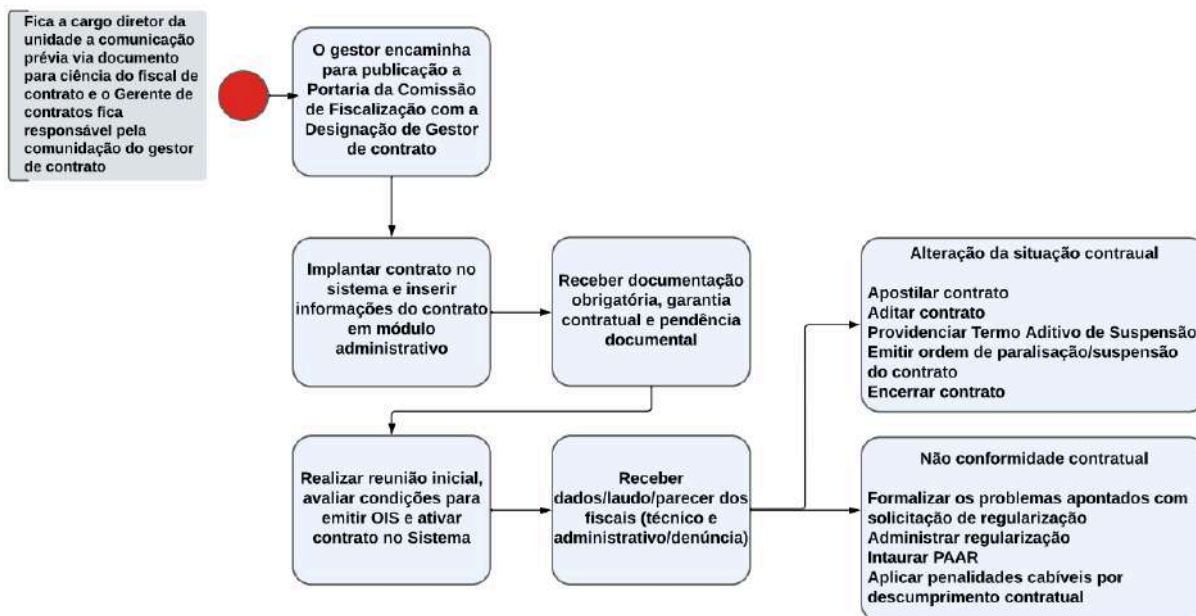 Fica a cargo diretor da
unidade a comunicação
prévia via documento
para ciência do fiscal de
contrato e o Gerente de
contratos fica
responsável pela
comunidação do gestor
de contrato
O gestor encaminha
para publicação a
Portaria da Comissão
de Fiscalização com a
Designação de Gestor
de contrato
Implantar contrato no
sistema e inserir
informações do contrato
em módulo
administrativo
Receber documentação
obrigatória, garantia
contratual e pendência
documental
Alteração da situação contraual
Apostilar contrato
Aditar contrato
Providenciar Termo Aditivo de Suspensão
Emitir ordem de paralisação/suspensão
do contrato
Encerrar contrato
Realizar reunião inicial,
avaliar condições para
emitir OIS e ativar
contrato no Sistema
Receber
dados/laudo/parecer dos
fiscais (técnico e
administrativo/denúncia)
Não conformidade contratual
Formalizar os problemas apontados com
solicitação de regularização
Administrar regularização
Intaurar PAAR
Aplicar penalidades cabíveis por
descumprimento contratual